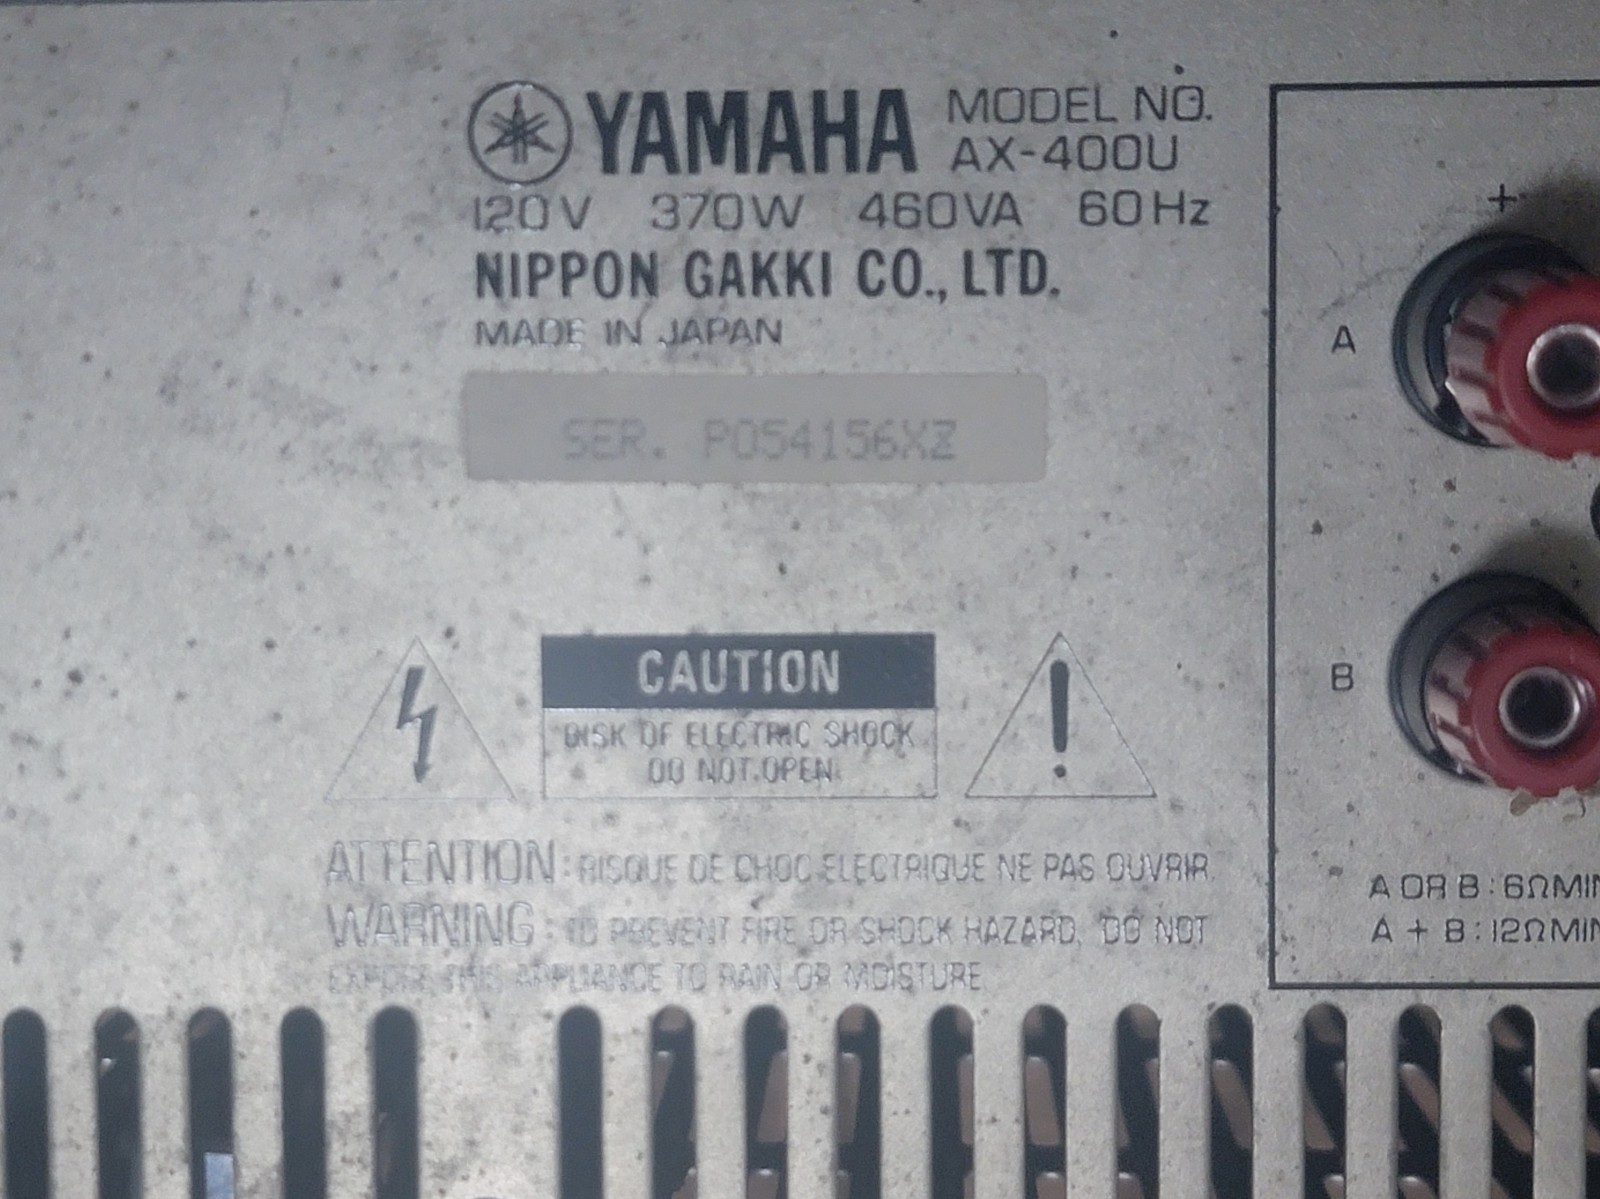 YAMAHA MODEL NO. AX-400U
120V 370W 460VA 60Hz
NIPPON GAKKI CO., LTD.
MADE IN JAPAN
SER. P054156XZ
CAUTION
RISK OF ELECTRIC SHOCK
DO NOT OPEN
ATTENTION: RISQUE DE CHOC ELECTRIQUE NE PAS OUVRIR.
WARNING: TO PREVENT FIRE OR SHOCK HAZARD, DO NOT
EXPOSE THIS APPLIANCE TO RAIN OR MOISTURE
+
A
B
A OR B: 6ΩMIN
A + B: 12ΩMIN